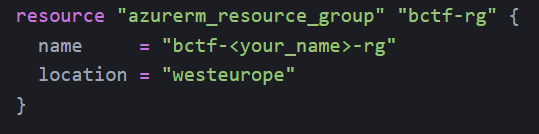 resource "azurerm_resource_group" "bctf-rg" {
  name     = "bctf-<your_name>-rg"
  location = "westeurope"
}